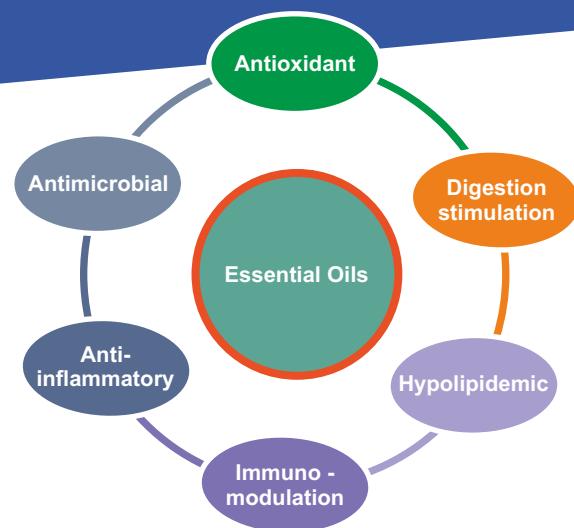 Antioxidant
Digestion
stimulation
Hypolipidemic
Immuno -
modulation
Anti-
inflammatory
Antimicrobial
Essential Oils